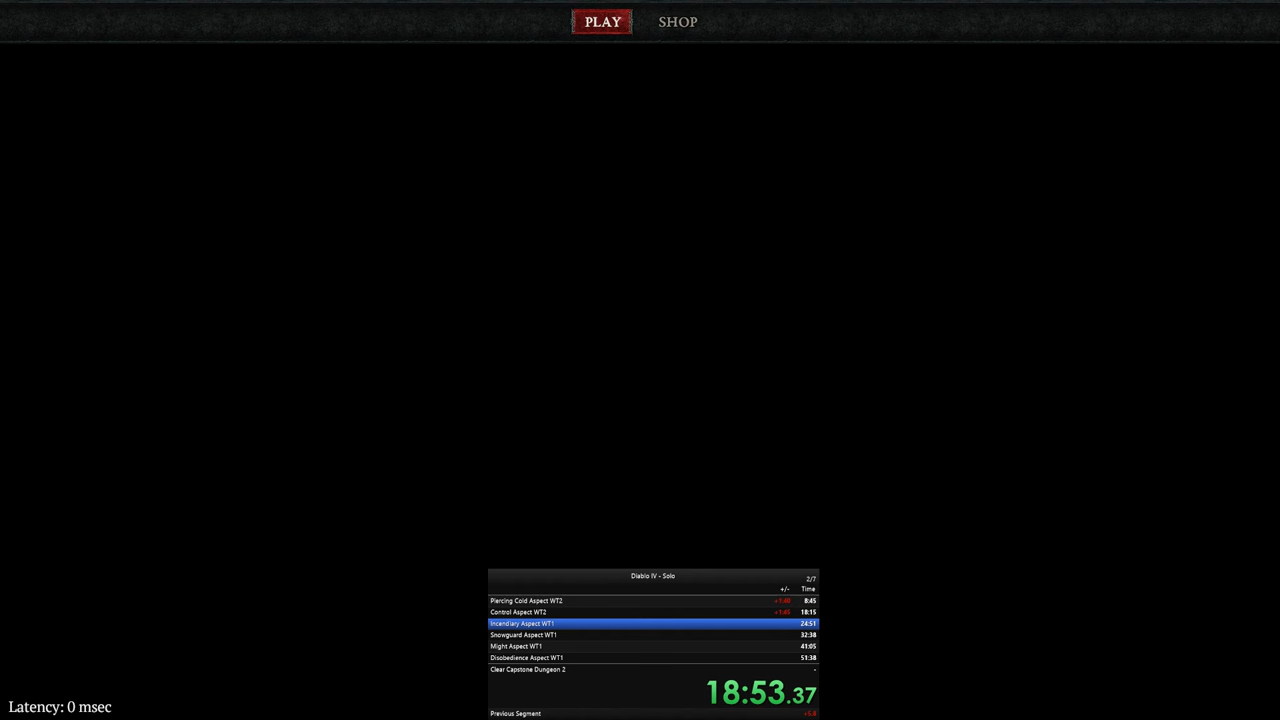 PLAY SHOP
Diablo IV - Solo 2/7
+/- Time
Piercing Cold Aspect WT2 8:45
Control Aspect WT2 +1:45 18:15
Incendiary Aspect WT1 24:51
Snowguard Aspect WT1 32:38
Might Aspect WT1 41:05
Disobedience Aspect WT1 51:38
Clear Capstone Dungeon 2 -
18:53.37
Latency: 0 msec
Previous Segment